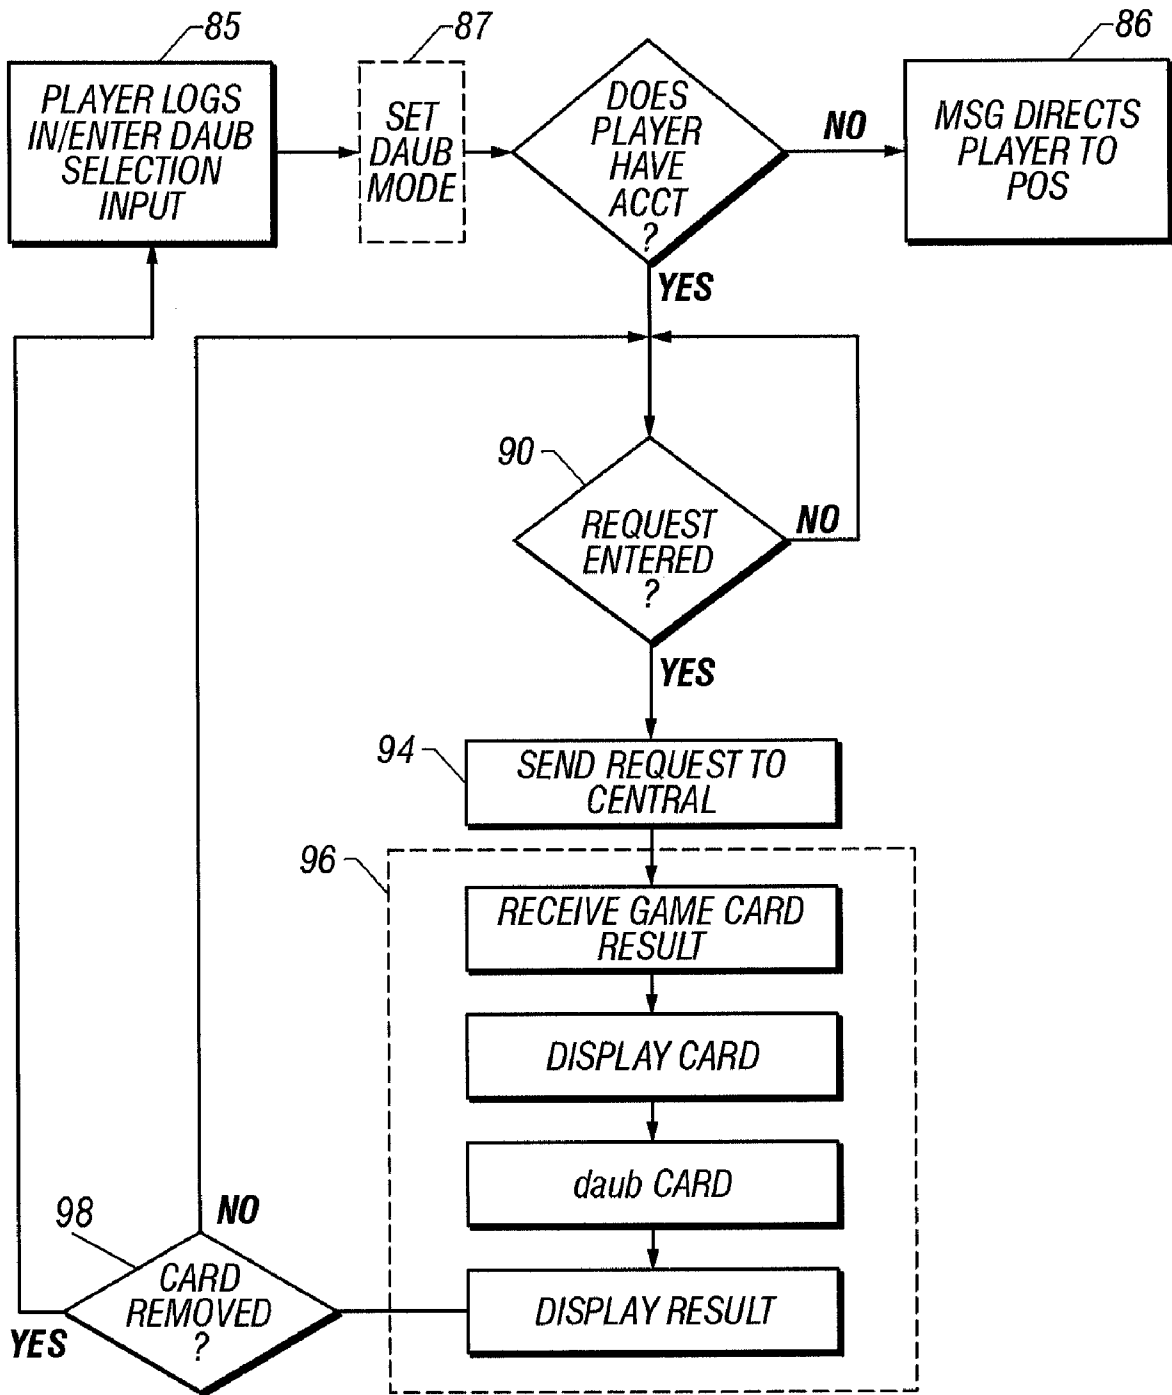 85
PLAYER LOGS
IN/ENTER DAUB
SELECTION
INPUT
87
SET
DAUB
MODE
DOES
PLAYER
HAVE
ACCT
?
NO
86
MSG DIRECTS
PLAYER TO
POS
YES
90
REQUEST
ENTERED
?
NO
YES
94
SEND REQUEST TO
CENTRAL
96
RECEIVE GAME CARD
RESULT
DISPLAY CARD
daub CARD
DISPLAY RESULT
98
NO
CARD
REMOVED
?
YES